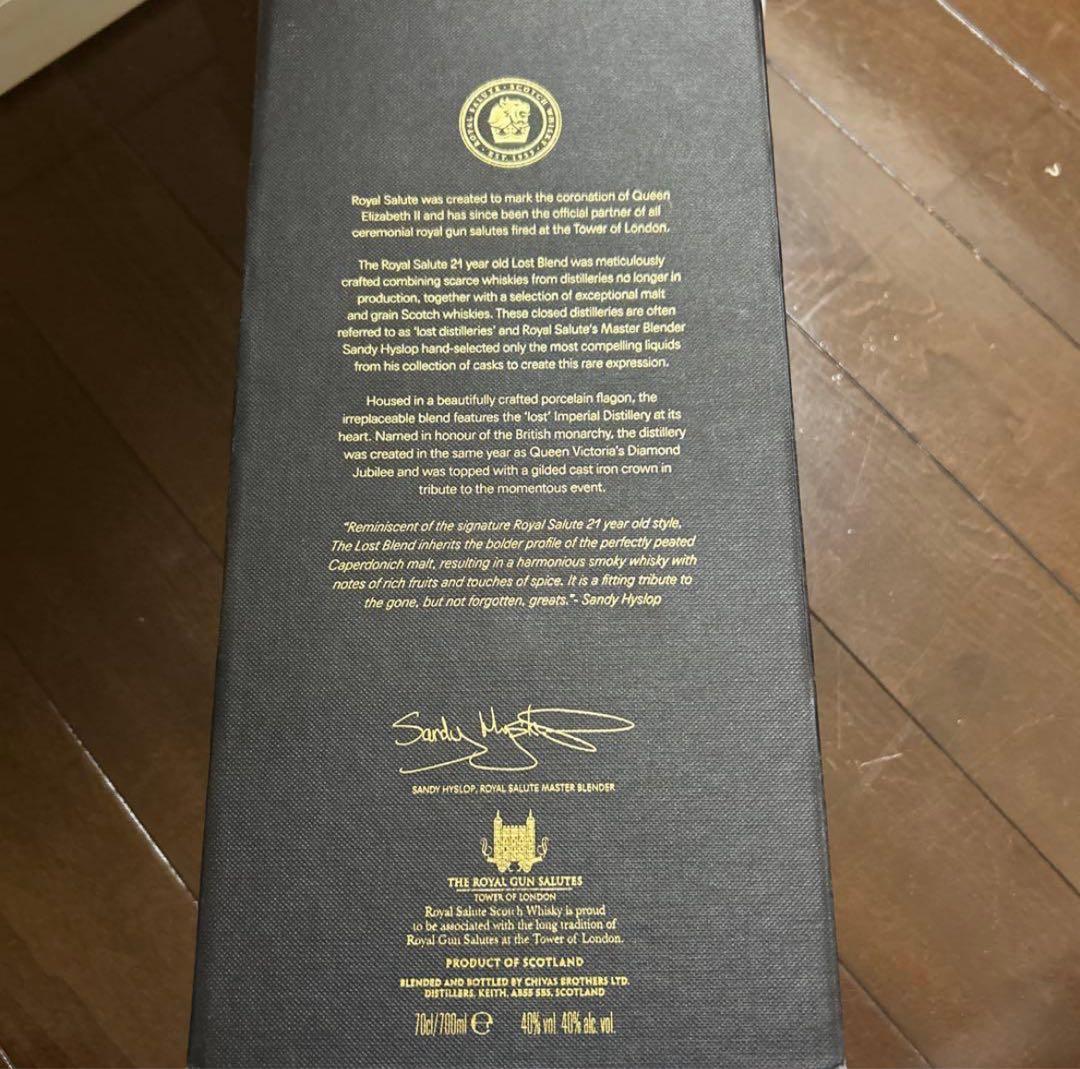 ROYAL SALUTE · SCOTCH WHISKY · EST. 1953 ·
Royal Salute was created to mark the coronation of Queen
Elizabeth II and has since been the official partner of all
ceremonial royal gun salutes fired at the Tower of London.
The Royal Salute 21 year old Lost Blend was meticulously
crafted combining scarce whiskies from distilleries no longer in
production, together with a selection of exceptional malt
and grain Scotch whiskies. These closed distilleries are often
referred to as 'lost distilleries' and Royal Salute's Master Blender
Sandy Hyslop hand-selected only the most compelling liquids
from his collection of casks to create this rare expression.
Housed in a beautifully crafted porcelain flagon, the
irreplaceable blend features the 'lost' Imperial Distillery at its
heart. Named in honour of the British monarchy, the distillery
was created in the same year as Queen Victoria's Diamond
Jubilee and was topped with a gilded cast iron crown in
tribute to the momentous event.
"Reminiscent of the signature Royal Salute 21 year old style,
The Lost Blend inherits the bolder profile of the perfectly peated
Caperdonich malt, resulting in a harmonious smoky whisky with
notes of rich fruits and touches of spice. It is a fitting tribute to
the gone, but not forgotten, greats."- Sandy Hyslop
Sandy Hyslop
SANDY HYSLOP, ROYAL SALUTE MASTER BLENDER
THE ROYAL GUN SALUTES
TOWER OF LONDON
Royal Salute Scotch Whisky is proud
to be associated with the long tradition of
Royal Gun Salutes at the Tower of London.
PRODUCT OF SCOTLAND
BLENDED AND BOTTLED BY CHIVAS BROTHERS LTD.
DISTILLERS, KEITH, AB55 5BS, SCOTLAND
70cl/700ml e 40% vol 40% alc. vol.